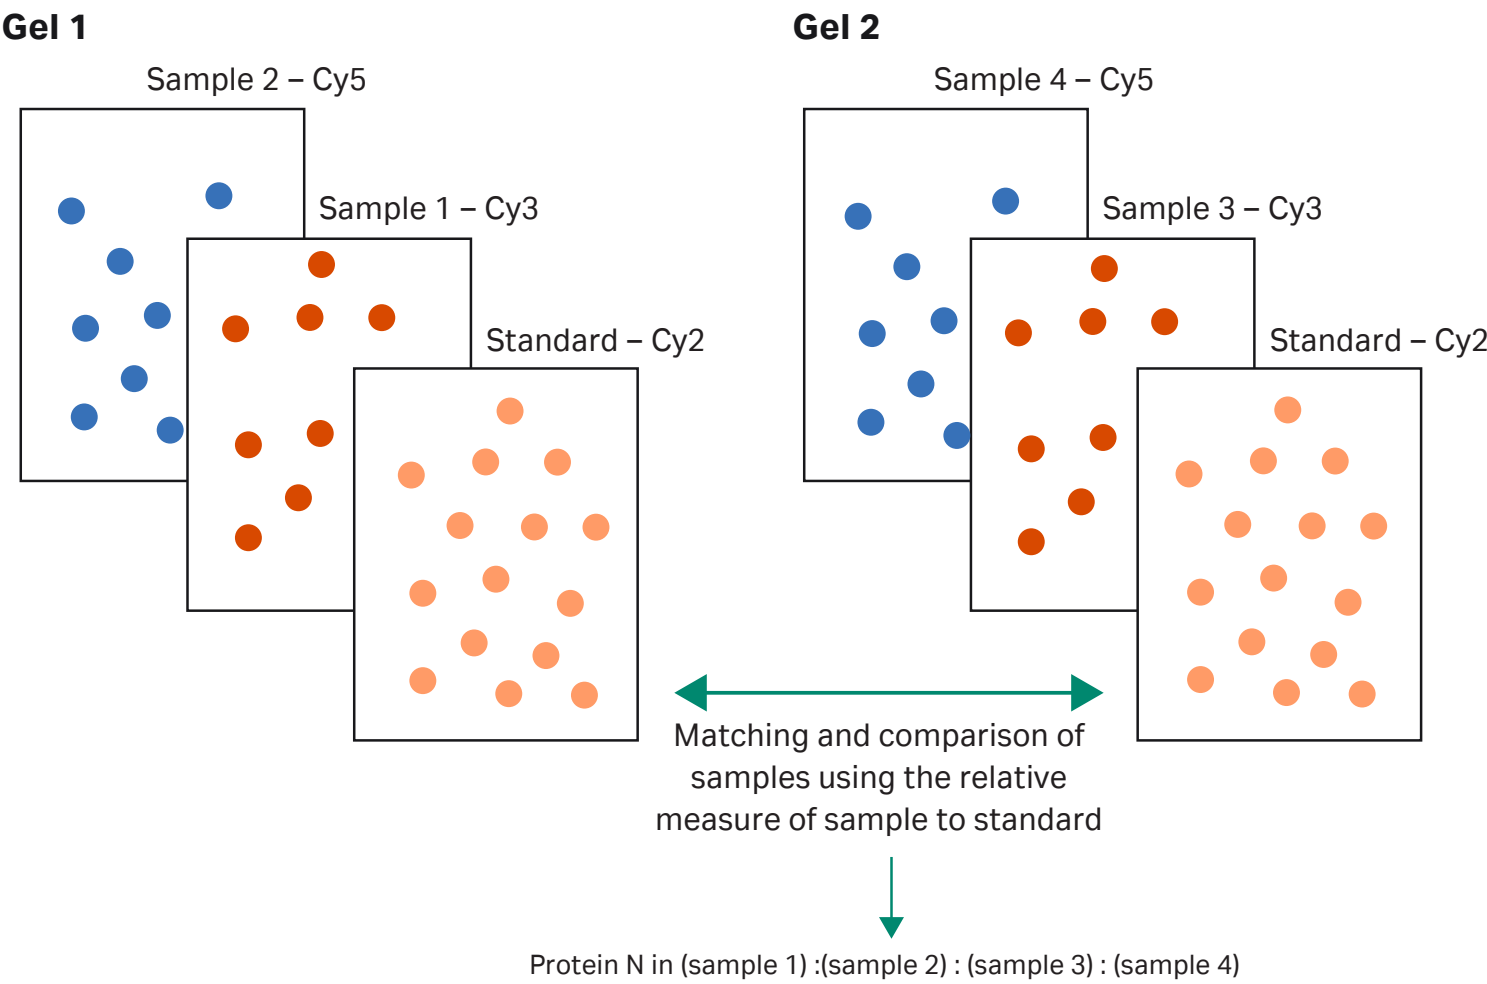 Gel 1
Sample 2 – Cy5
Sample 1 – Cy3
Standard – Cy2
Gel 2
Sample 4 – Cy5
Sample 3 – Cy3
Standard – Cy2
Matching and comparison of
samples using the relative
measure of sample to standard
Protein N in (sample 1) :(sample 2) : (sample 3) : (sample 4)